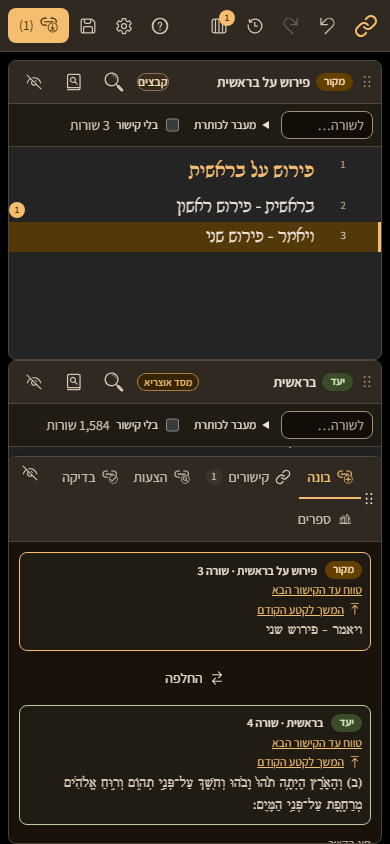 (1)
1
מקור פירוש על בראשית קבצים
לשורה... מעבר לכותרת בלי קישור 3 שורות
1 פירוש על בראשית
2 בראשית - פירוש ראשון 1
3 ויאמר - פירוש שני
יעד בראשית מסד אוצריא
לשורה... מעבר לכותרת בלי קישור 1,584 שורות
בונה קישורים 1 הצעות בדיקה
ספרים
מקור פירוש על בראשית · שורה 3
טווח עד הקישור הבא
המשך לקטע הקודם
ויאמר - פירוש שני
החלפה
יעד בראשית · שורה 4
טווח עד הקישור הבא
המשך לקטע הקודם
(ב) וְהָאָ֗רֶץ הָיְתָ֥ה תֹ֙הוּ֙ וָבֹ֔הוּ וְחֹ֖שֶׁךְ עַל־פְּנֵ֣י תְה֑וֹם וְר֣וּחַ אֱלֹהִ֔ים
מְרַחֶ֖פֶת עַל־פְּנֵ֥י הַמָּֽיִם׃